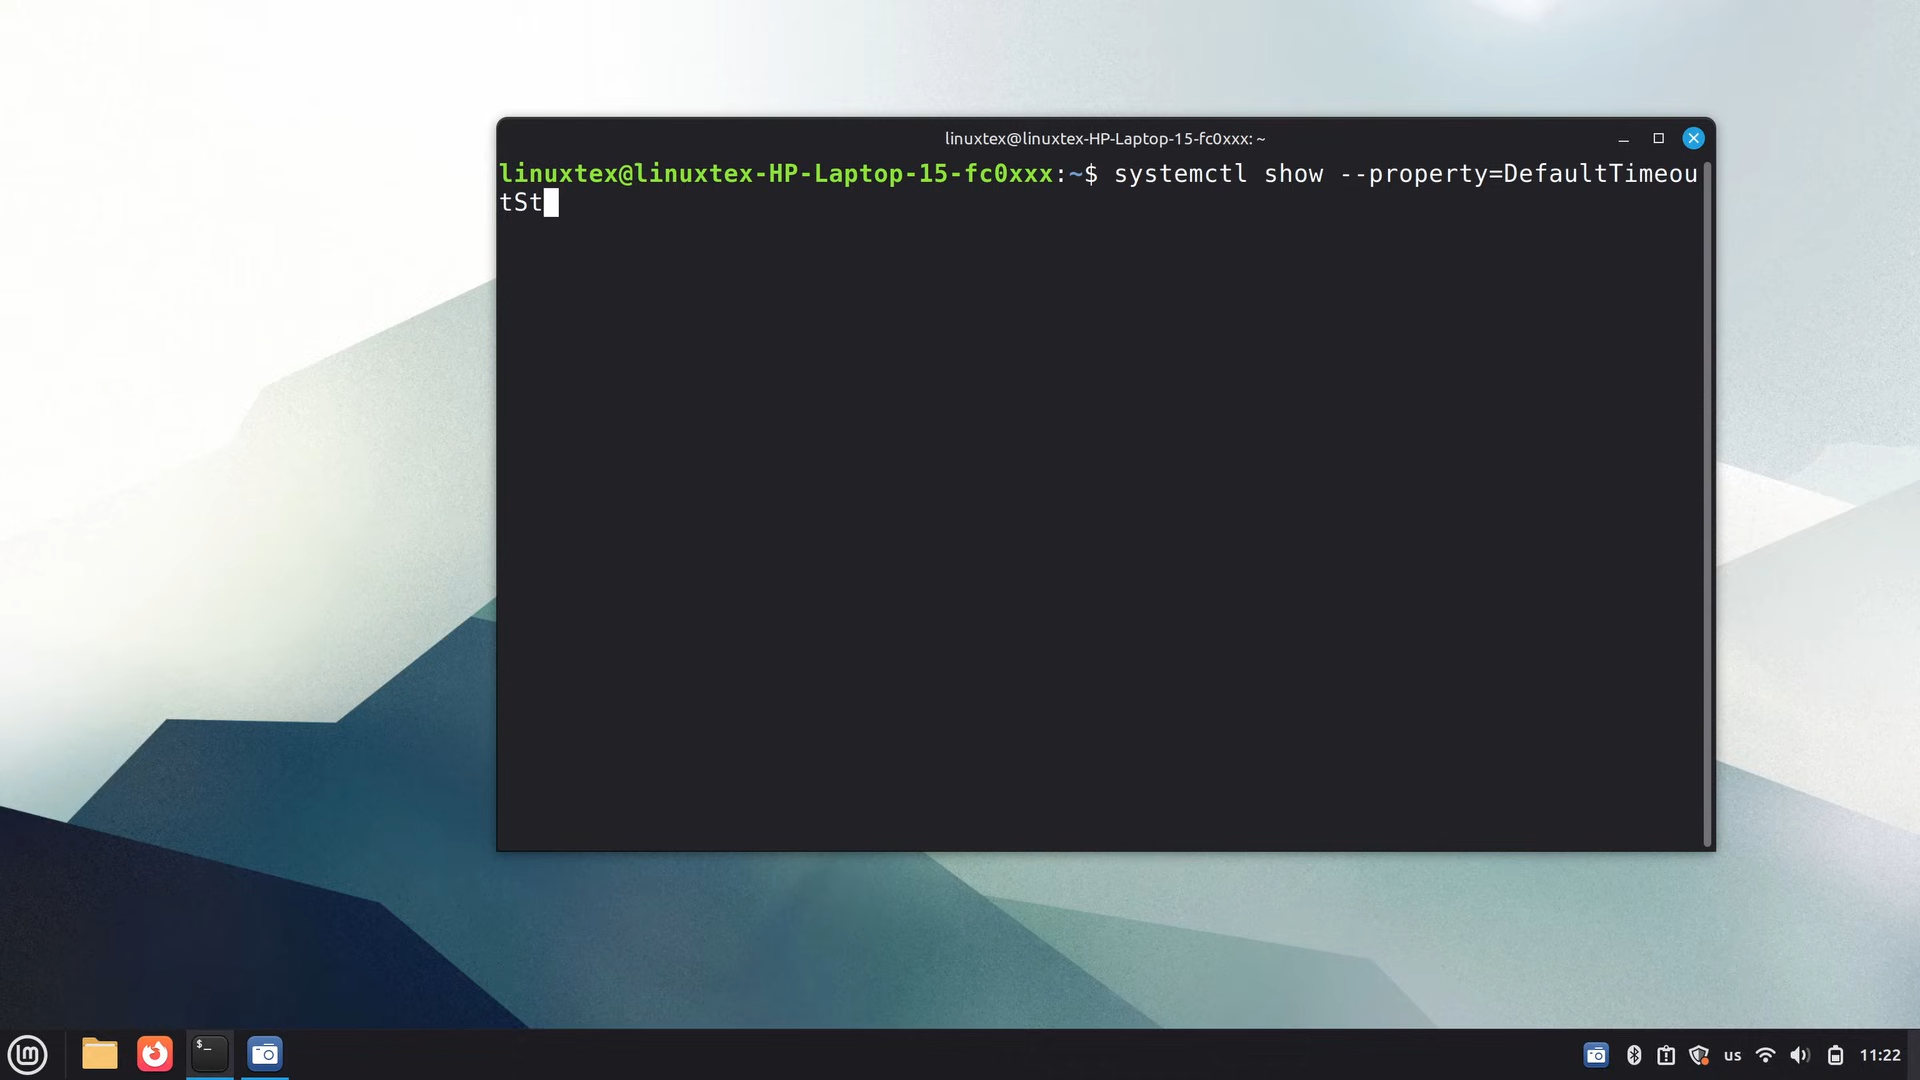 linuxtex@linuxtex-HP-Laptop-15-fc0xxx: ~
linuxtex@linuxtex-HP-Laptop-15-fc0xxx:~$ systemctl show --property=DefaultTimeou
tSt
$_
us
11:22